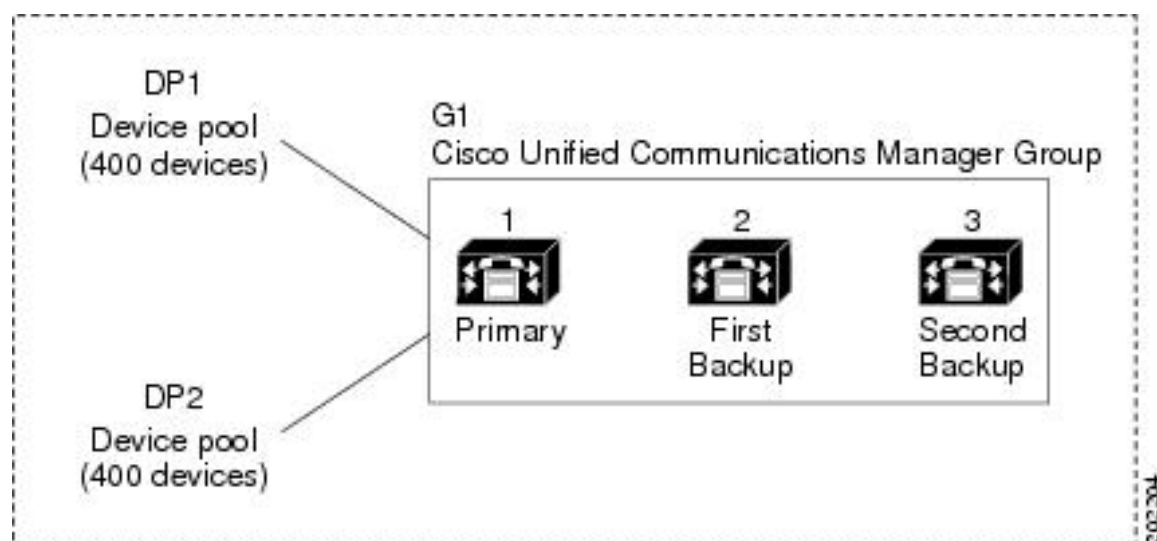 DP1
Device pool
(400 devices)
G1
Cisco Unified Communications Manager Group
1
2
3
Primary
First
Backup
Second
Backup
DP2
Device pool
(400 devices)